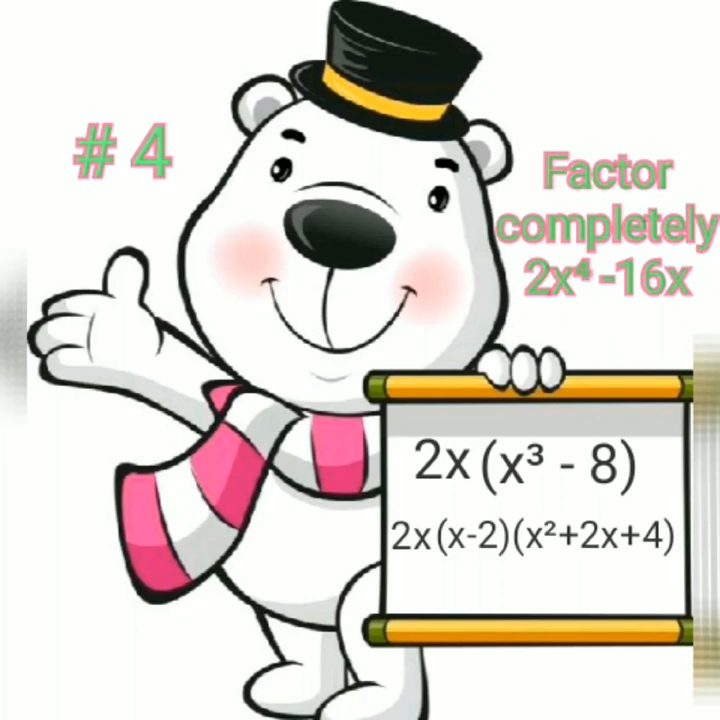 # 4
Factor
completely
2x⁴ -16x
2x (x³ - 8)
2x(x-2)(x²+2x+4)